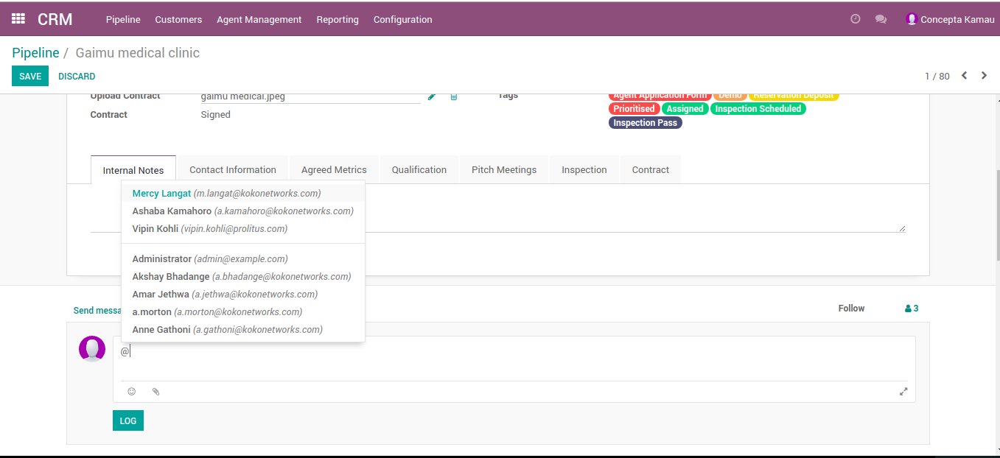 CRM Pipeline Customers Agent Management Reporting Configuration Concepta Kamau
Pipeline / Gaimu medical clinic
SAVE DISCARD 1 / 80
Upload Contract gaimu medical.jpeg Tags Agent Application Form Demo Reservation Deposit
Contract Signed Prioritised Assigned Inspection Scheduled
Inspection Pass
Internal Notes Contact Information Agreed Metrics Qualification Pitch Meetings Inspection Contract
Mercy Langat (m.langat@kokonetworks.com)
Ashaba Kamahoro (a.kamahoro@kokonetworks.com)
Vipin Kohli (vipin.kohli@prolitus.com)
Administrator (admin@example.com)
Akshay Bhadange (a.bhadange@kokonetworks.com)
Amar Jethwa (a.jethwa@kokonetworks.com)
a.morton (a.morton@kokonetworks.com)
Anne Gathoni (a.gathoni@kokonetworks.com)
Send messa Follow 3
@
LOG